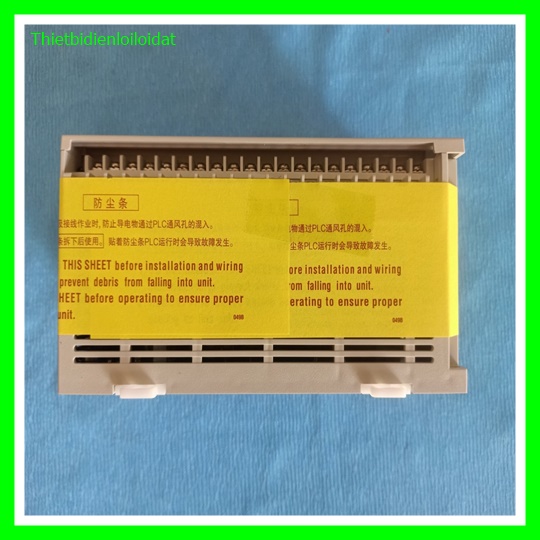 Thietbidienloiloidat
防尘条
接线作业时,防止导电物通过PLC通风孔的混入。
电物通过PLC通风孔的混入。
条拆下后使用。 贴着防尘条PLC运行时会导致故障发生。
防尘条PLC运行时会导致故障发生。
THIS SHEET before installation and wiring
ore installation and wiring
prevent debris from falling into unit.
from falling into unit.
HEET before operating to ensure proper
operating to ensure proper
unit.
0498
0498